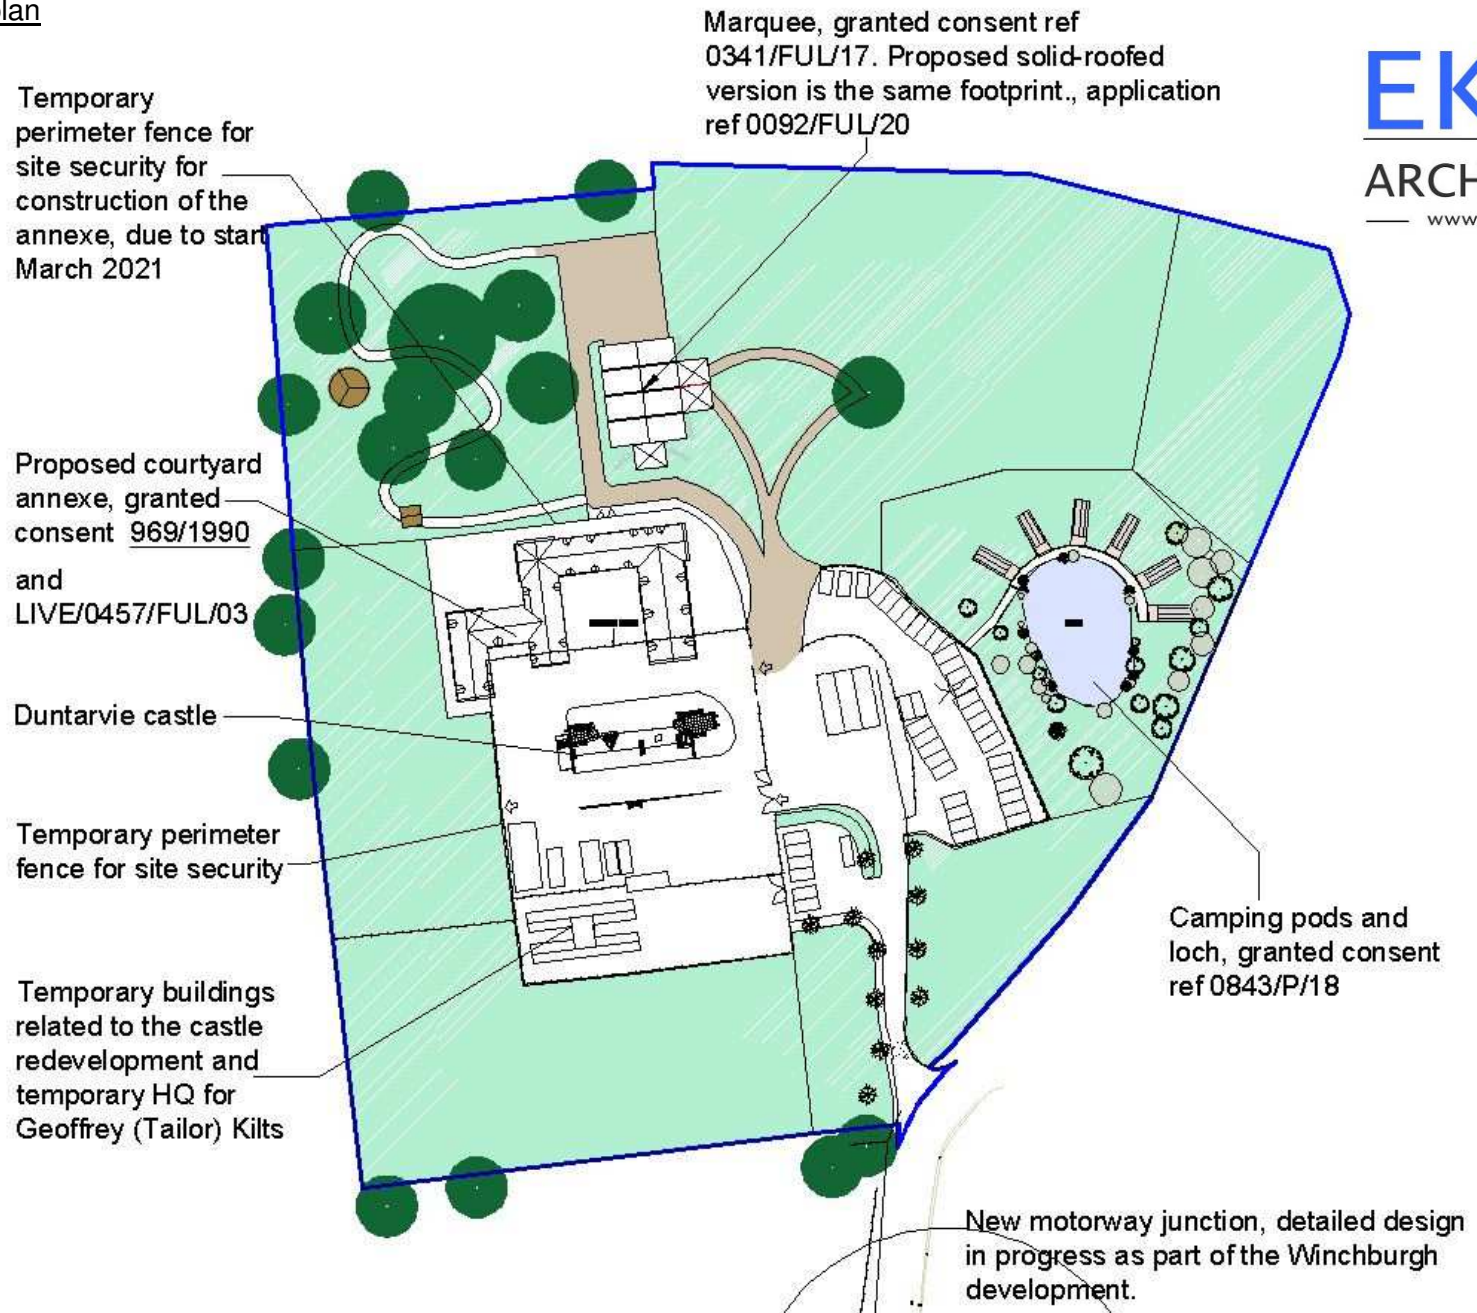 plan
Marquee, granted consent ref
0341/FUL/17. Proposed solid-roofed
version is the same footprint., application
ref 0092/FUL/20
EK
ARCH
www
Temporary
perimeter fence for
site security for
construction of the
annexe, due to start
March 2021
Proposed courtyard
annexe, granted
consent 969/1990
and
LIVE/0457/FUL/03
Duntarvie castle
Temporary perimeter
fence for site security
Temporary buildings
related to the castle
redevelopment and
temporary HQ for
Geoffrey (Tailor) Kilts
Camping pods and
loch, granted consent
ref 0843/P/18
New motorway junction, detailed design
in progress as part of the Winchburgh
development.